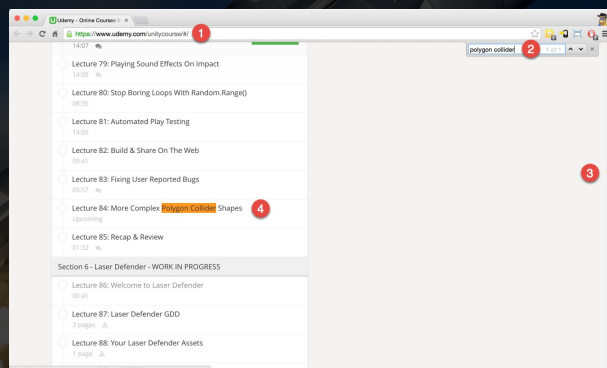 Udemy - Online Courses
https://www.udemy.com/unitycourse/#/
1
polygon collider
2
1 of 1
14:07
Lecture 79: Playing Sound Effects On Impact
14:05
Lecture 80: Stop Boring Loops With Random.Range()
08:35
Lecture 81: Automated Play Testing
14:05
Lecture 82: Build & Share On The Web
09:41
Lecture 83: Fixing User Reported Bugs
05:57
3
Lecture 84: More Complex Polygon Collider Shapes
4
Upcoming
Lecture 85: Recap & Review
01:32
Section 6 - Laser Defender - WORK IN PROGRESS
Lecture 86: Welcome to Laser Defender
00:41
Lecture 87: Laser Defender GDD
3 pages
Lecture 88: Your Laser Defender Assets
1 page